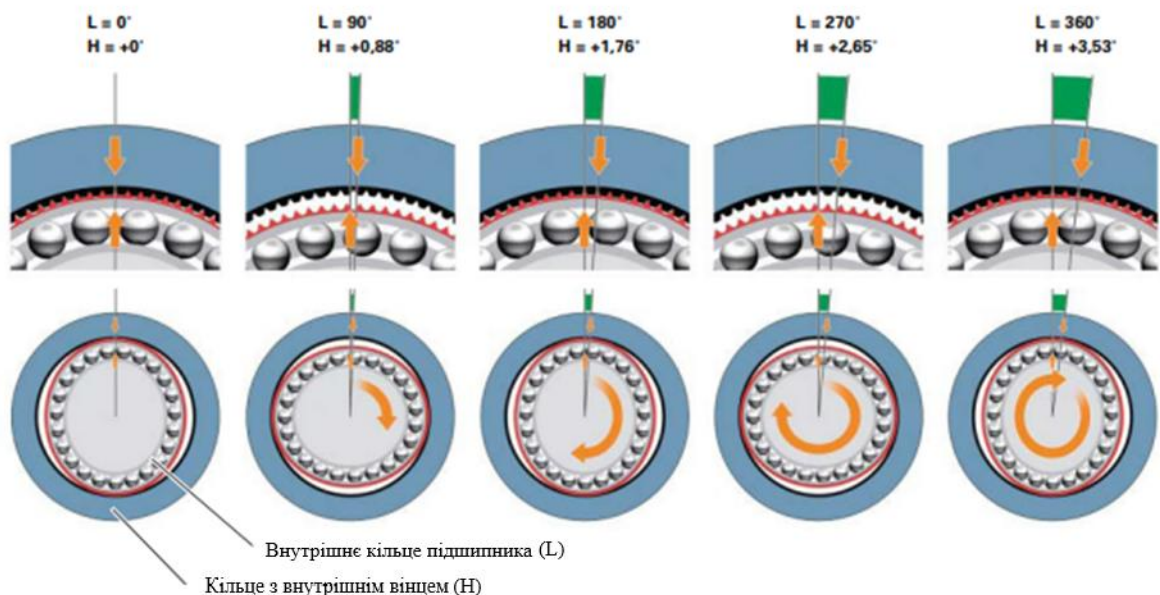 L = 0° L = 90° L = 180° L = 270° L = 360°
H = +0° H = +0,88° H = +1,76° H = +2,65° H = +3,53°
Внутрішнє кільце підшипника (L)
Кільце з внутрішнім вінцем (H)